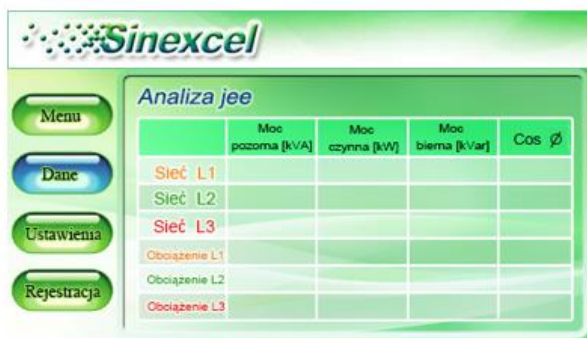 Sinexcel
Analiza jee
Menu
Dane
Ustawienia
Rejestracja
Moc
pozorna [kVA]
Moc
czynna [kW]
Moc
bierna [kVar]
Cos Ø
Sieć L1
Sieć L2
Sieć L3
Obciążenie L1
Obciążenie L2
Obciążenie L3